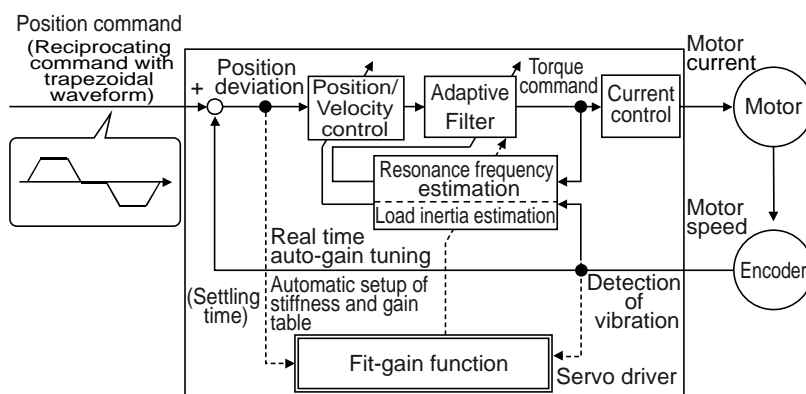 Position command
(Reciprocating
command with
trapezoidal
waveform)
+
Position
deviation
Position/
Velocity
control
Adaptive
Filter
Torque
command
Current
control
Motor
current
Motor
Resonance frequency
estimation
Load inertia estimation
Real time
auto-gain tuning
Motor
speed
Encoder
(Settling
time)
Automatic setup of
stiffness and gain
table
Detection
of
vibration
Fit-gain function
Servo driver